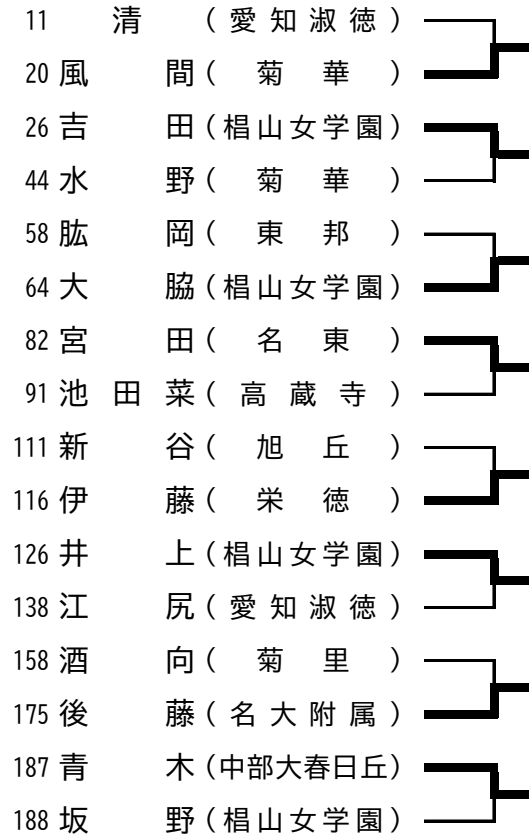 11 清 (愛知淑徳)
20 風間 (菊華)
26 吉田 (椙山女学園)
44 水野 (菊華)
58 肱岡 (東邦)
64 大脇 (椙山女学園)
82 宮田 (名東)
91 池田菜 (高蔵寺)
111 新谷 (旭丘)
116 伊藤 (栄徳)
126 井上 (椙山女学園)
138 江尻 (愛知淑徳)
158 酒向 (菊里)
175 後藤 (名大附属)
187 青木 (中部大春日丘)
188 坂野 (椙山女学園)